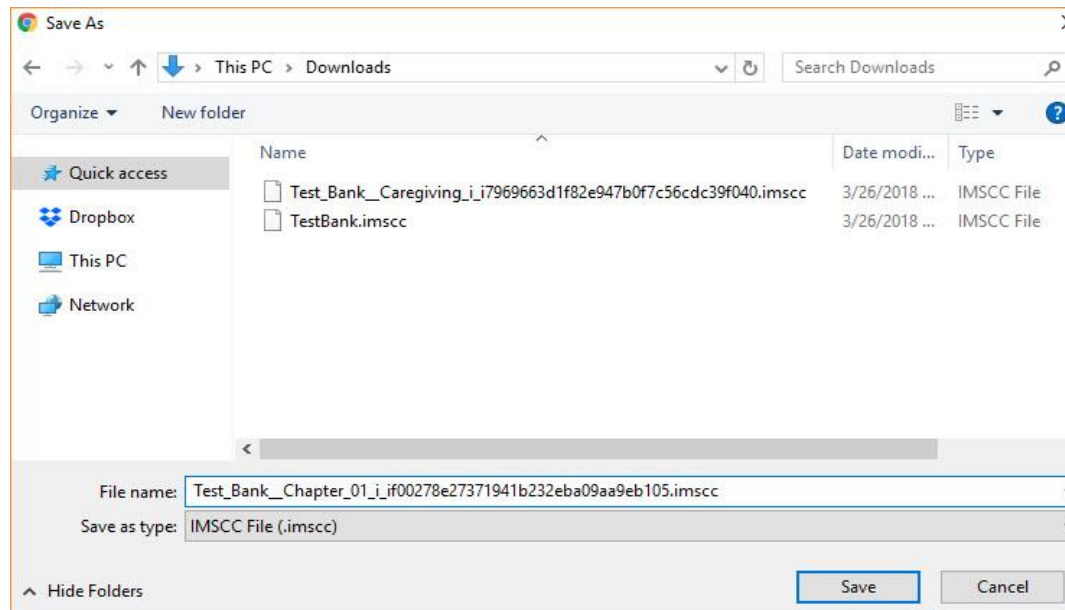 Save As
This PC > Downloads
Search Downloads
Organize
New folder
Name
Date modi...
Type
Quick access
Test_Bank__Caregiving_i_i7969663d1f82e947b0f7c56cdc39f040.imscc
3/26/2018 ...
IMSCC File
Dropbox
TestBank.imscc
3/26/2018 ...
IMSCC File
This PC
Network
File name:
Test_Bank__Chapter_01_i_if00278e27371941b232eba09aa9eb105.imscc
Save as type:
IMSCC File (.imscc)
Hide Folders
Save
Cancel